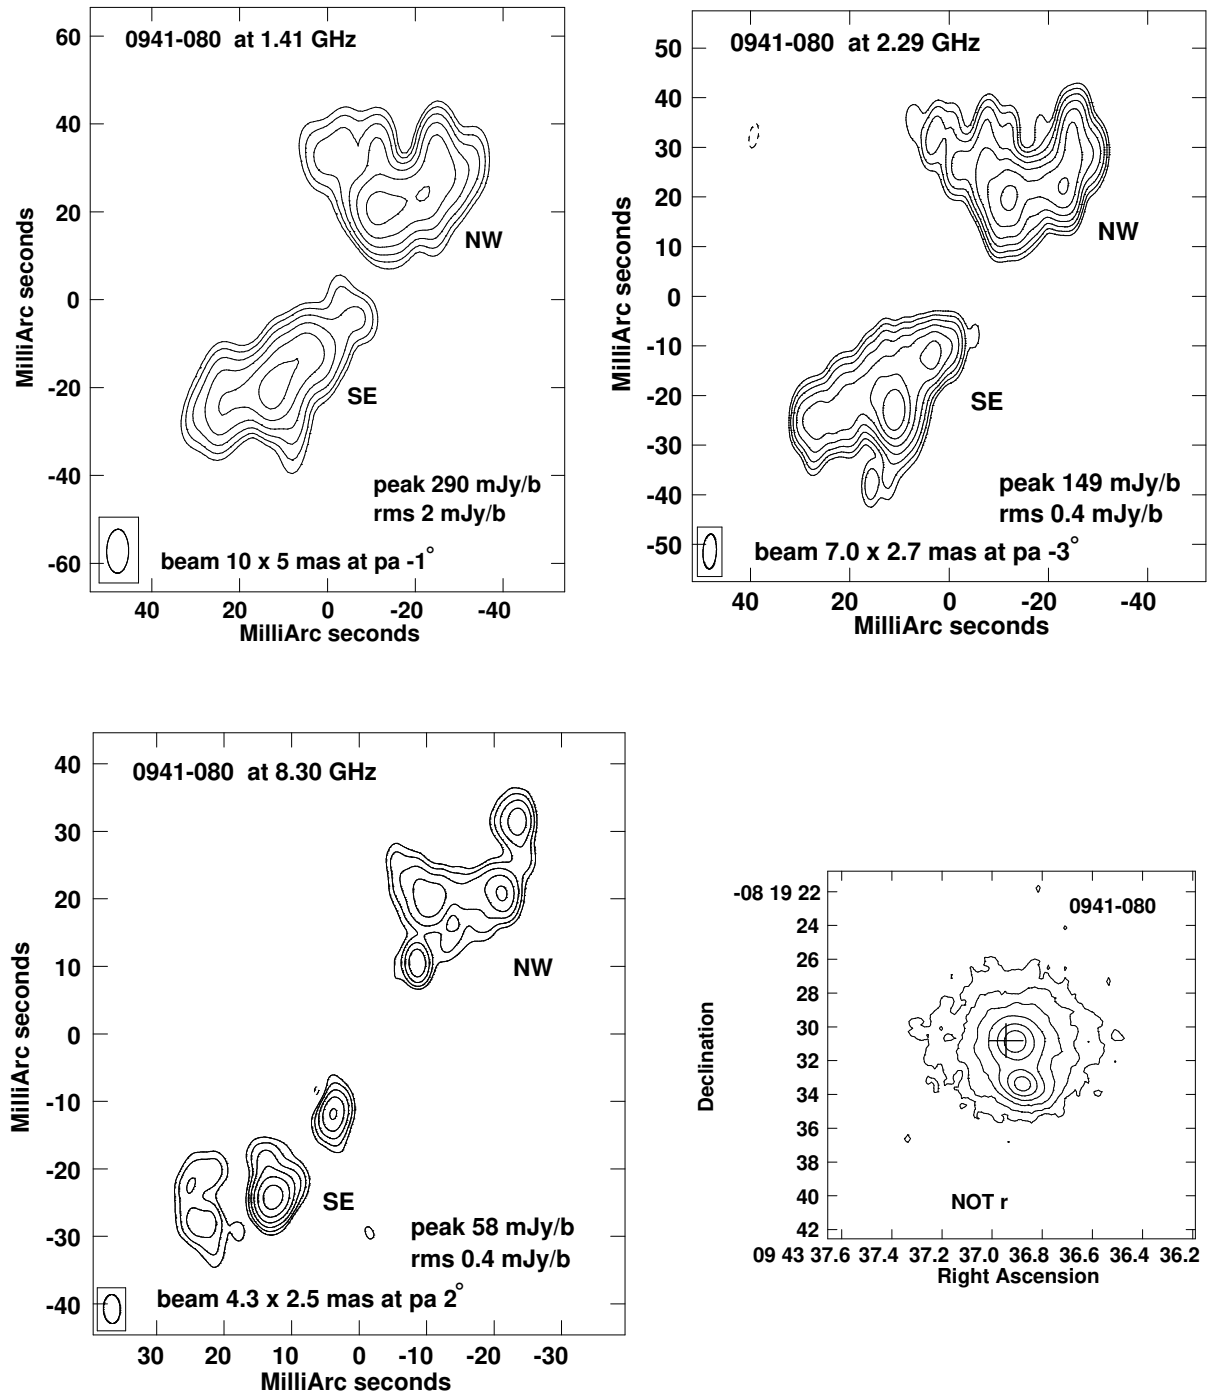 0941-080 at 1.41 GHz
60
40
20
0
-20
-40
-60
MilliArc seconds
NW
SE
peak 290 mJy/b
rms 2 mJy/b
beam 10 x 5 mas at pa -1°
40 20 0 -20 -40
MilliArc seconds
0941-080 at 2.29 GHz
50
40
30
20
10
0
-10
-20
-30
-40
-50
MilliArc seconds
NW
SE
peak 149 mJy/b
rms 0.4 mJy/b
beam 7.0 x 2.7 mas at pa -3°
40 20 0 -20 -40
MilliArc seconds
0941-080 at 8.30 GHz
40
30
20
10
0
-10
-20
-30
-40
MilliArc seconds
NW
SE
peak 58 mJy/b
rms 0.4 mJy/b
beam 4.3 x 2.5 mas at pa 2°
30 20 10 0 -10 -20 -30
MilliArc seconds
-08 19 22
24
26
28
30
32
34
36
38
40
42
Declination
0941-080
NOT r
09 43 37.6 37.4 37.2 37.0 36.8 36.6 36.4 36.2
Right Ascension